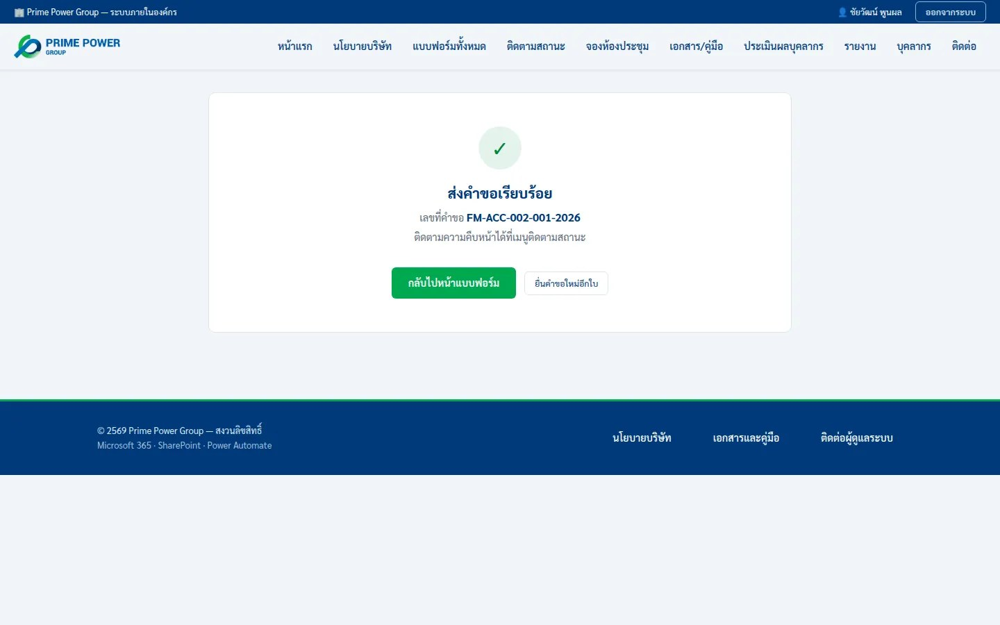 Prime Power Group — ระบบภายในองค์กร
ชัยวัฒน์ พูนผล
ออกจากระบบ
PRIME POWER
GROUP
หน้าแรก
นโยบายบริษัท
แบบฟอร์มทั้งหมด
ติดตามสถานะ
จองห้องประชุม
เอกสาร/คู่มือ
ประเมินผลบุคลากร
รายงาน
บุคลากร
ติดต่อ
ส่งคำขอเรียบร้อย
เลขที่คำขอ FM-ACC-002-001-2026
ติดตามความคืบหน้าได้ที่เมนูติดตามสถานะ
กลับไปหน้าแบบฟอร์ม
ยื่นคำขอใหม่อีกใบ
© 2569 Prime Power Group — สงวนลิขสิทธิ์
Microsoft 365 · SharePoint · Power Automate
นโยบายบริษัท
เอกสารและคู่มือ
ติดต่อผู้ดูแลระบบ